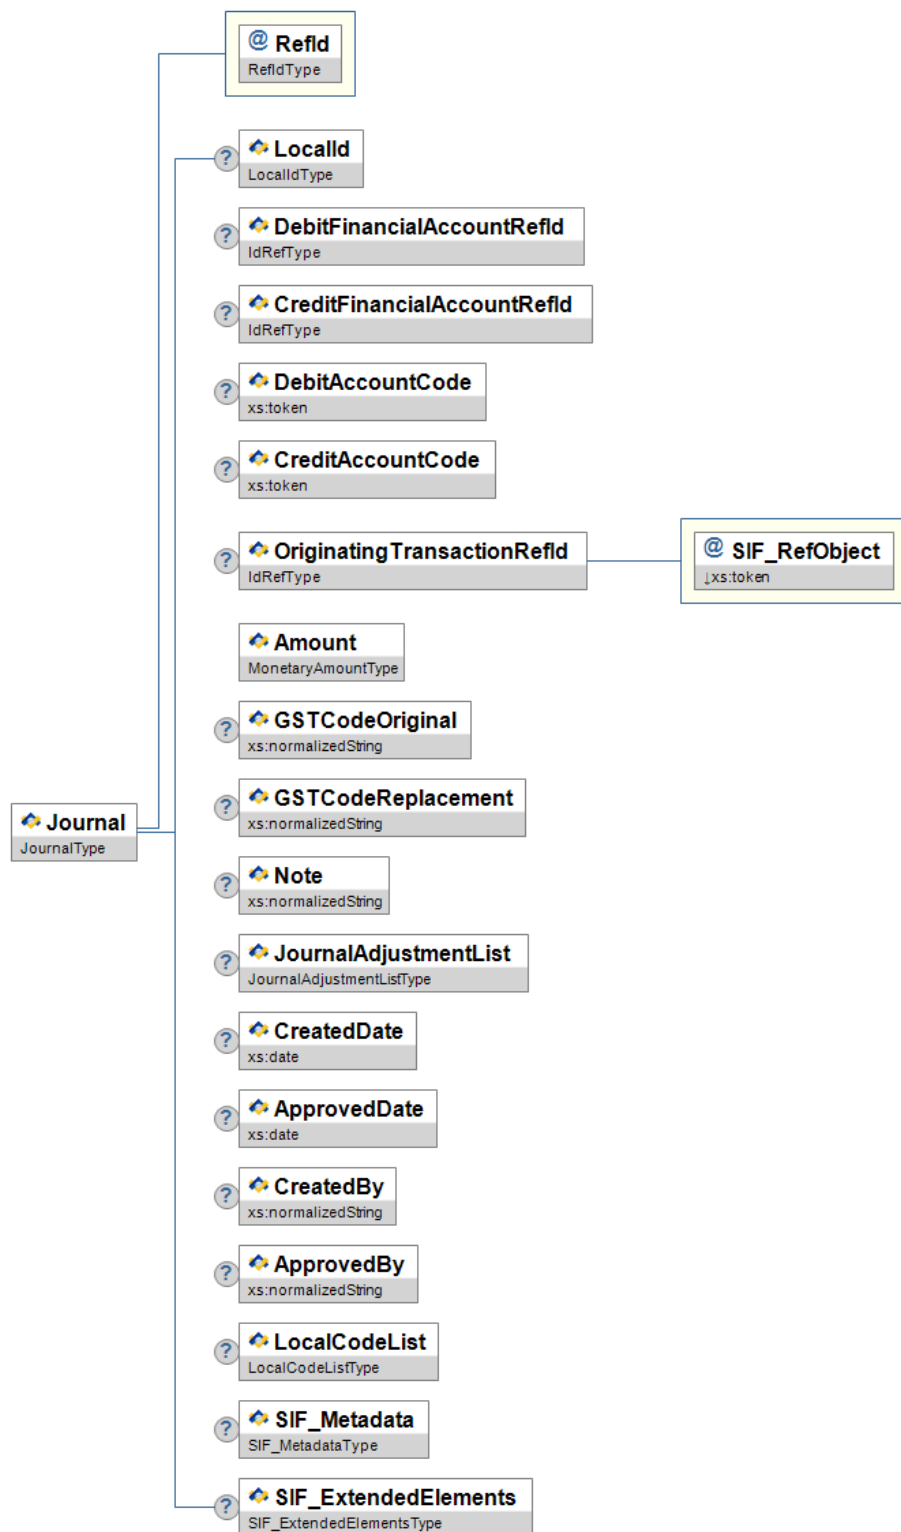 @ RefId
RefIdType
? LocalId
LocalIdType
? DebitFinancialAccountRefId
IdRefType
? CreditFinancialAccountRefId
IdRefType
? DebitAccountCode
xs:token
? CreditAccountCode
xs:token
? OriginatingTransactionRefId
IdRefType
@ SIF_RefObject
↓xs:token
Amount
MonetaryAmountType
? GSTCodeOriginal
xs:normalizedString
? GSTCodeReplacement
xs:normalizedString
Journal
JournalType
? Note
xs:normalizedString
? JournalAdjustmentList
JournalAdjustmentListType
? CreatedDate
xs:date
? ApprovedDate
xs:date
? CreatedBy
xs:normalizedString
? ApprovedBy
xs:normalizedString
? LocalCodeList
LocalCodeListType
? SIF_Metadata
SIF_MetadataType
? SIF_ExtendedElements
SIF_ExtendedElementsType